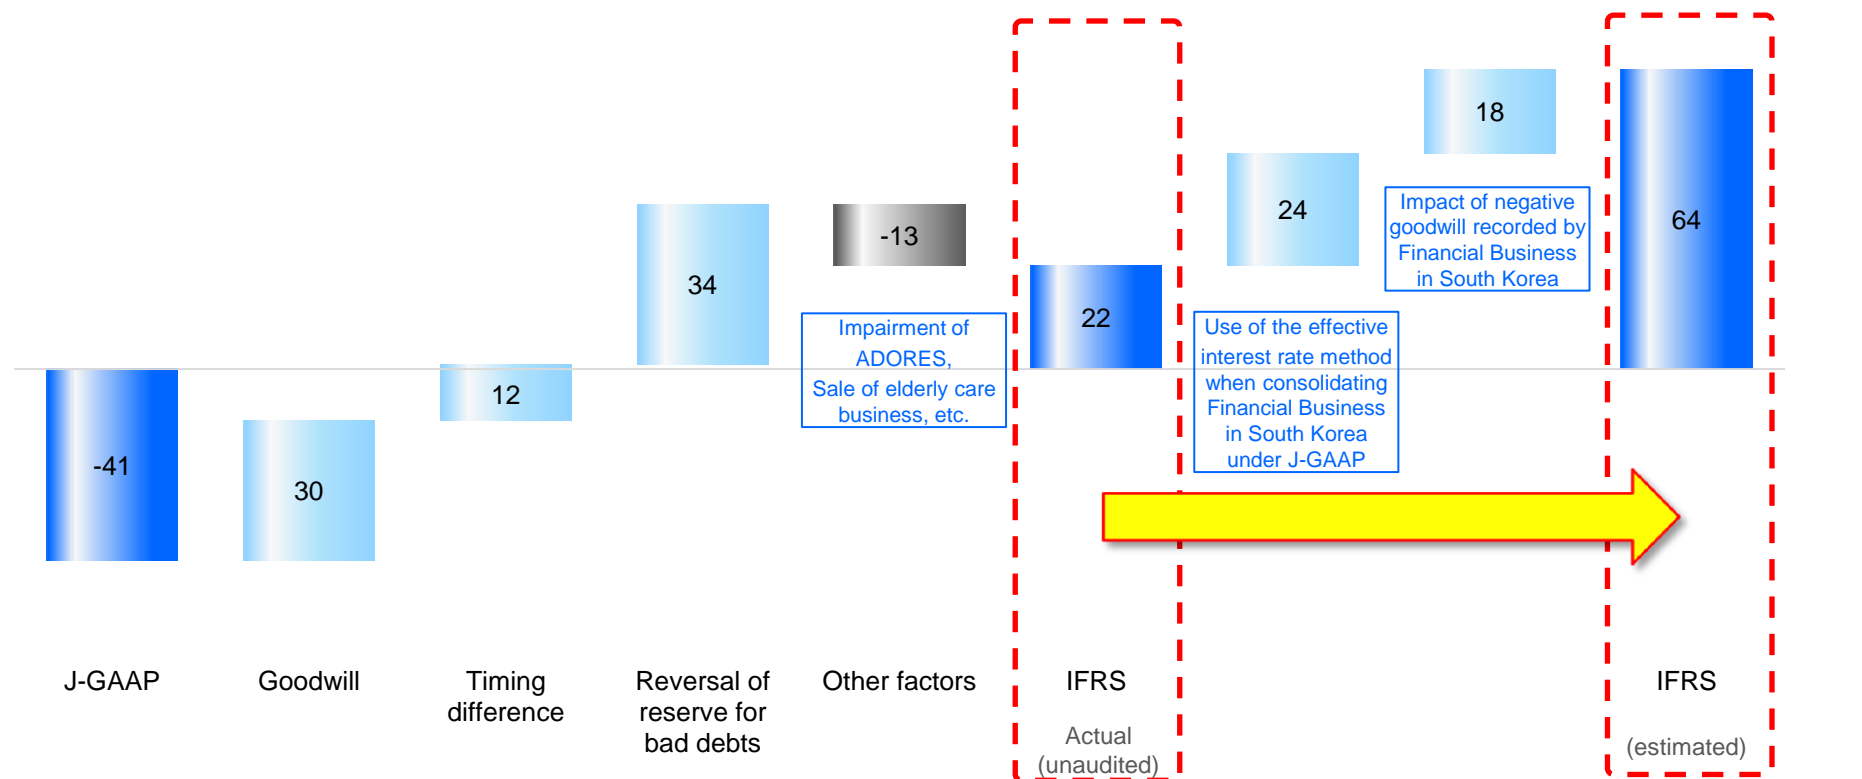 18
24
Impact of negative
goodwill recorded by
Financial Business
in South Korea
64
-13
34
22
Impairment of
ADORES,
Sale of elderly care
business, etc.
Use of the effective
interest rate method
when consolidating
Financial Business
in South Korea
under J-GAAP
12
-41
30
J-GAAP
Goodwill
Timing
difference
Reversal of
reserve for
bad debts
Other factors
IFRS
Actual
(unaudited)
IFRS
(estimated)